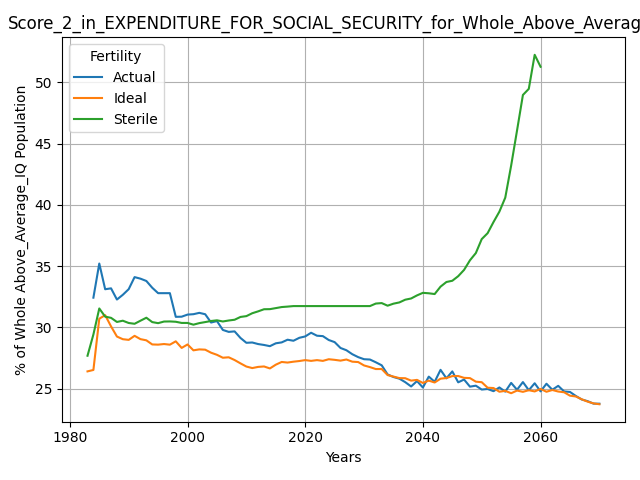 Score_2_in_EXPENDITURE_FOR_SOCIAL_SECURITY_for_Whole_Above_Averag
Fertility
Actual
Ideal
Sterile
% of Whole Above_Average_IQ Population
50
45
40
35
30
25
1980
2000
2020
2040
2060
Years